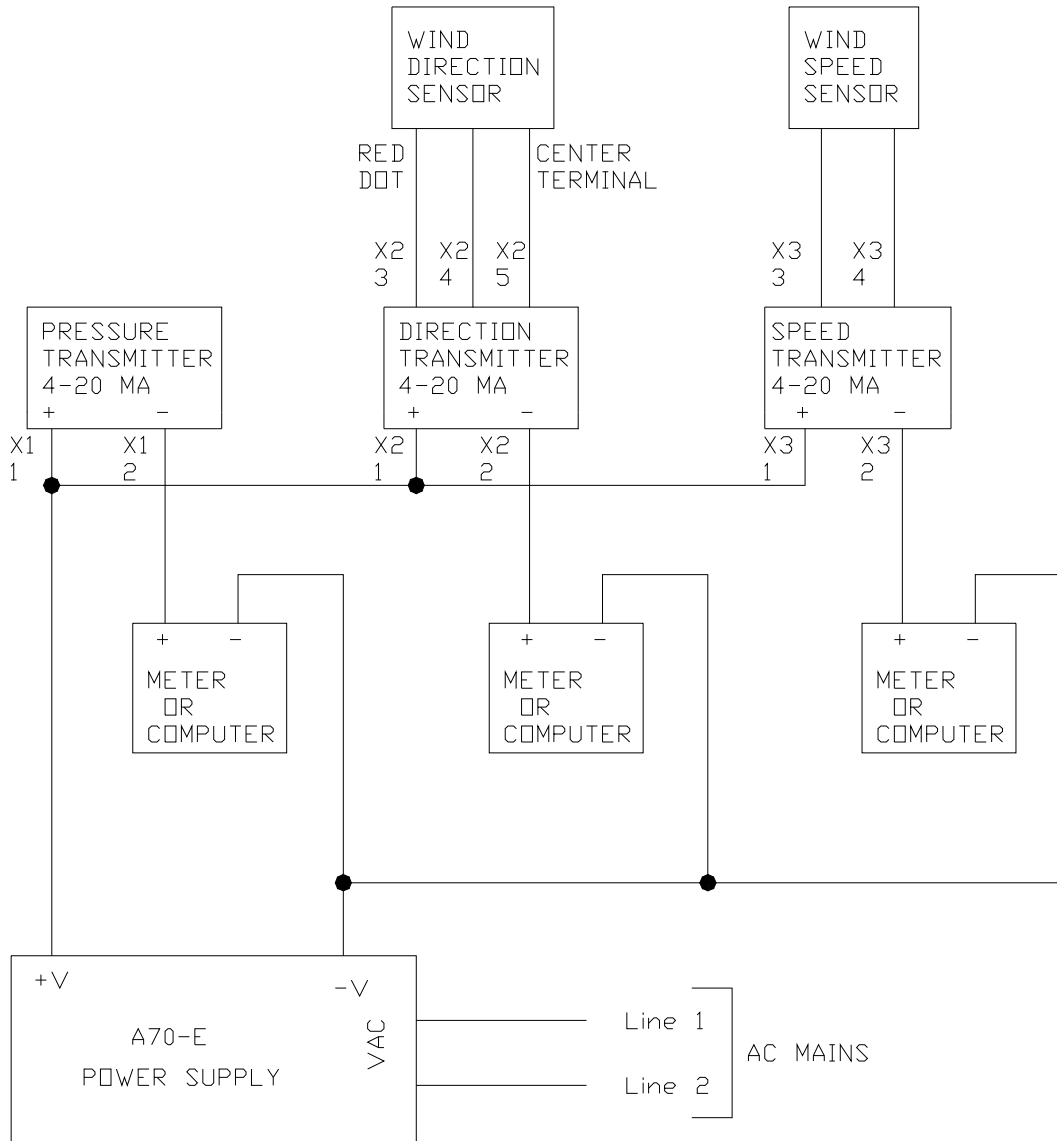 WIND
DIRECTION
SENSOR
WIND
SPEED
SENSOR
RED
DOT
CENTER
TERMINAL
X2
3
X2
4
X2
5
X3
3
X3
4
PRESSURE
TRANSMITTER
4-20 MA
+ -
DIRECTION
TRANSMITTER
4-20 MA
+ -
SPEED
TRANSMITTER
4-20 MA
+ -
X1
1
X1
2
X2
1
X2
2
X3
1
X3
2
+ -
METER
OR
COMPUTER
+ -
METER
OR
COMPUTER
+ -
METER
OR
COMPUTER
+V
-V
A70-E
POWER SUPPLY
VAC
Line 1
Line 2
AC MAINS